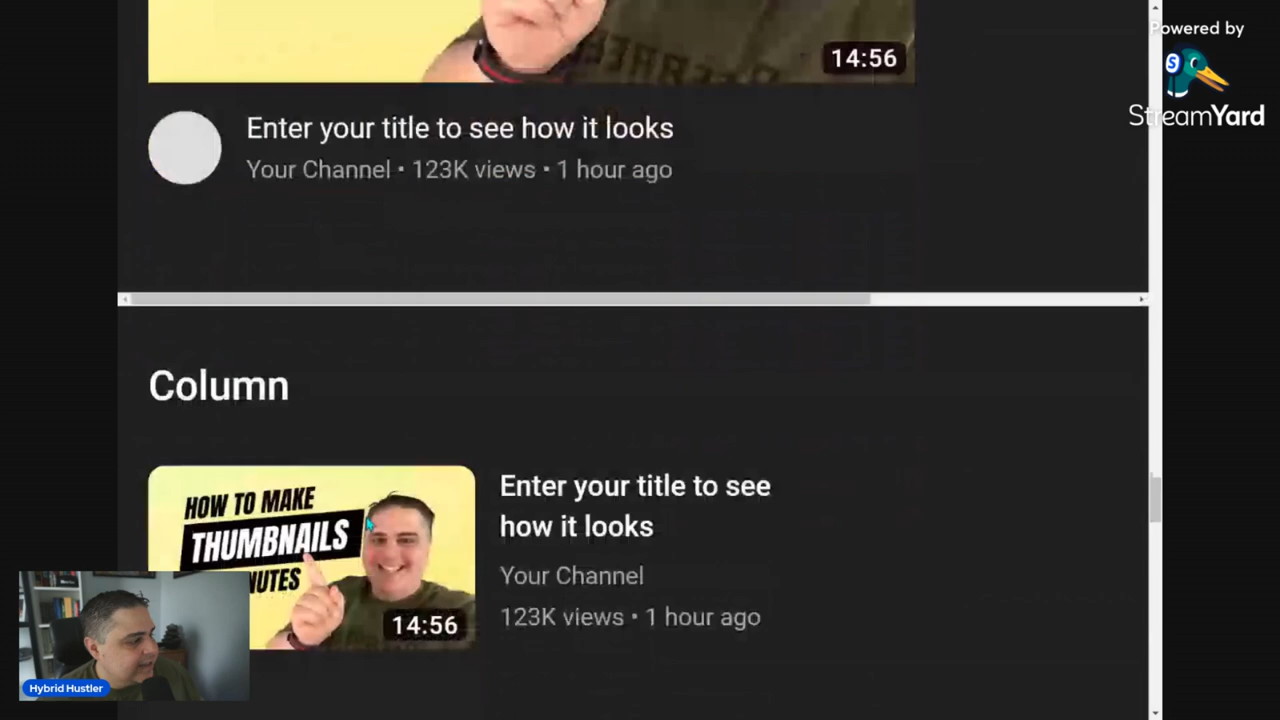 Powered by
StreamYard
14:56
Enter your title to see how it looks
Your Channel • 123K views • 1 hour ago
Column
HOW TO MAKE
THUMBNAILS
14:56
Enter your title to see
how it looks
Your Channel
123K views • 1 hour ago
Hybrid Hustler